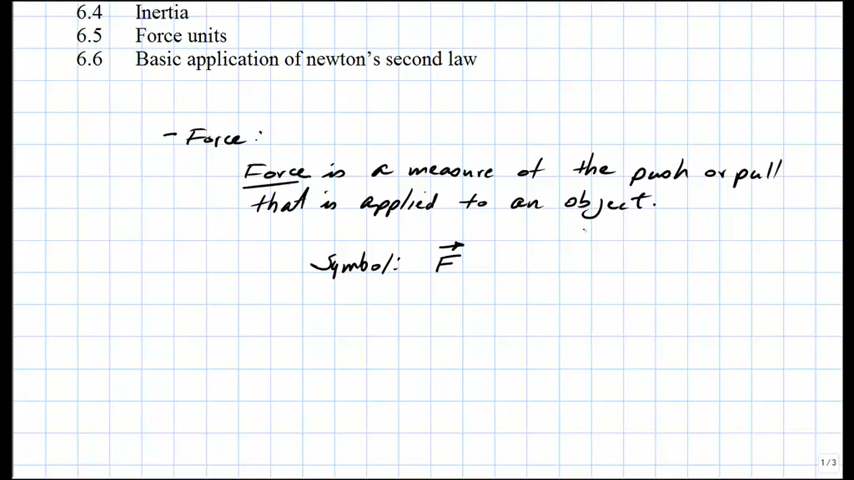 6.4 Inertia
6.5 Force units
6.6 Basic application of newton's second law
- Force:
Force is a measure of the push or pull
that is applied to an object.
Symbol: F⃗
1/3